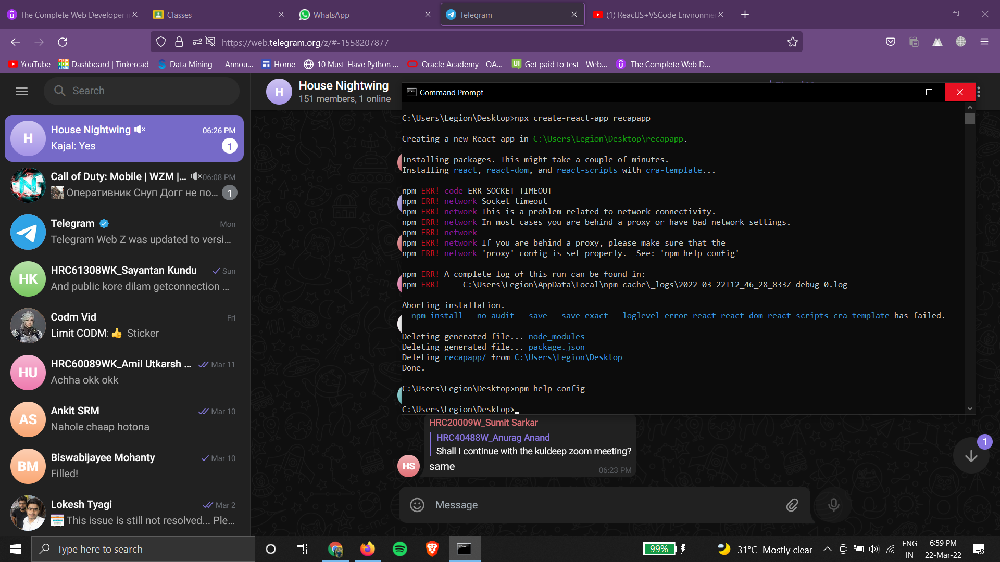 The Complete Web Developer i
Classes
WhatsApp
Telegram
(1) ReactJS+VSCode Environme
https://web.telegram.org/z/#-1558207877
YouTube
Dashboard | Tinkercad
Data Mining - - Annou...
Home
10 Must-Have Python ...
Oracle Academy - OA...
UI
Get paid to test - Web...
The Complete Web D...
Search
H
House Nightwing
151 members, 1 online
H
House Nightwing
06:26 PM
Kajal: Yes
1
Call of Duty: Mobile | WZM |...
06:08 PM
Оперативник Снуп Догг не по...
1
Telegram
Mon
Telegram Web Z was updated to versi...
HK
HRC61308WK_Sayantan Kundu
Sun
And public kore dilam getconnection ...
Codm Vid
Fri
Limit CODM: 👍 Sticker
HU
HRC60089WK_Amil Utkarsh ...
Mar 11
Achha okk okk
AS
Ankit SRM
Mar 10
Nahole chaap hotona
BM
Biswabijayee Mohanty
Mar 10
Filled!
Lokesh Tyagi
Mar 2
This issue is still not resolved... Ple...
Command Prompt
C:\Users\Legion\Desktop>npx create-react-app recapapp
Creating a new React app in C:\Users\Legion\Desktop\recapapp.
Installing packages. This might take a couple of minutes.
Installing react, react-dom, and react-scripts with cra-template...
npm ERR! code ERR_SOCKET_TIMEOUT
npm ERR! network Socket timeout
npm ERR! network This is a problem related to network connectivity.
npm ERR! network In most cases you are behind a proxy or have bad network settings.
npm ERR! network
npm ERR! network If you are behind a proxy, please make sure that the
npm ERR! network 'proxy' config is set properly.  See: 'npm help config'
npm ERR! A complete log of this run can be found in:
npm ERR!     C:\Users\Legion\AppData\Local\npm-cache\_logs\2022-03-22T12_46_28_833Z-debug-0.log
Aborting installation.
npm install --no-audit --save --save-exact --loglevel error react react-dom react-scripts cra-template has failed.
Deleting generated file... node_modules
Deleting generated file... package.json
Deleting recapapp/ from C:\Users\Legion\Desktop
Done.
C:\Users\Legion\Desktop>npm help config
C:\Users\Legion\Desktop>
HRC20009W_Sumit Sarkar
HRC40488W_Anurag Anand
Shall I continue with the kuldeep zoom meeting?
HS
same
06:23 PM
1
Message
Type here to search
99%
31°C Mostly clear
ENG
IN
6:59 PM
22-Mar-22